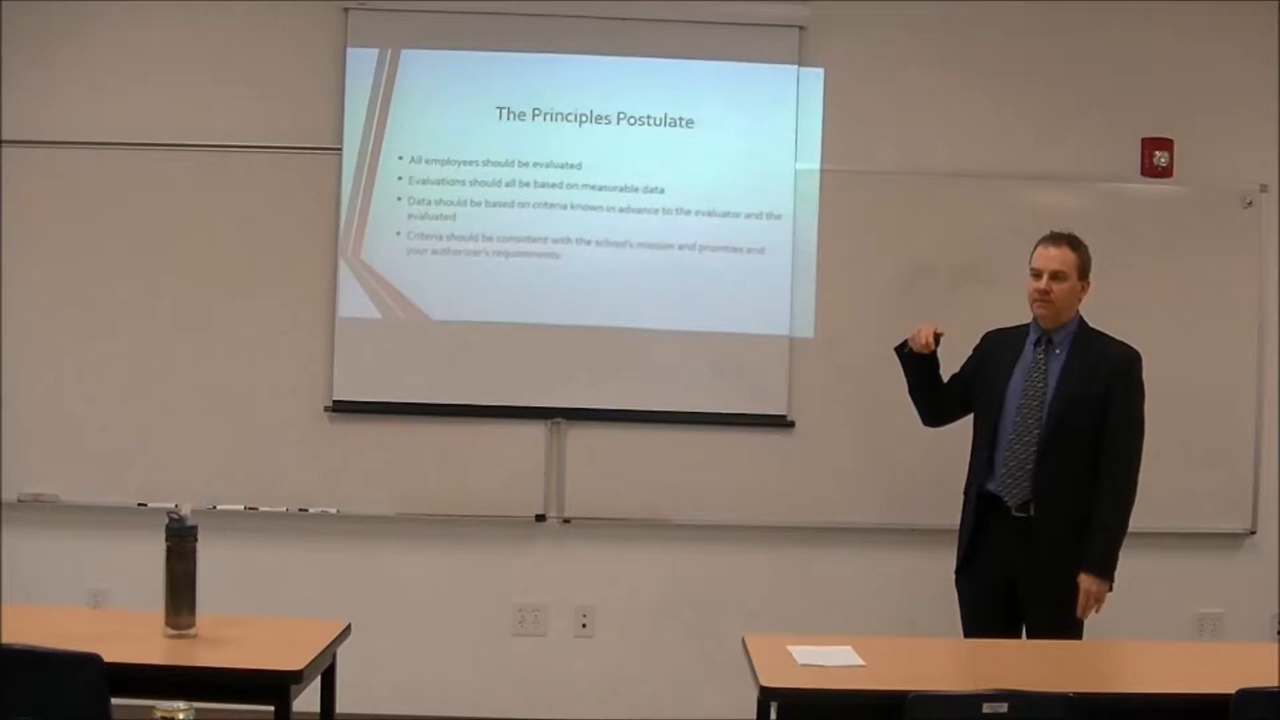 The Principles Postulate
All employees should be evaluated
Evaluations should all be based on measurable data
Data should be based on criteria known in advance to the evaluator and the
evaluated
Criteria should be consistent with the school's mission and priorities and
your authorizer's requirements